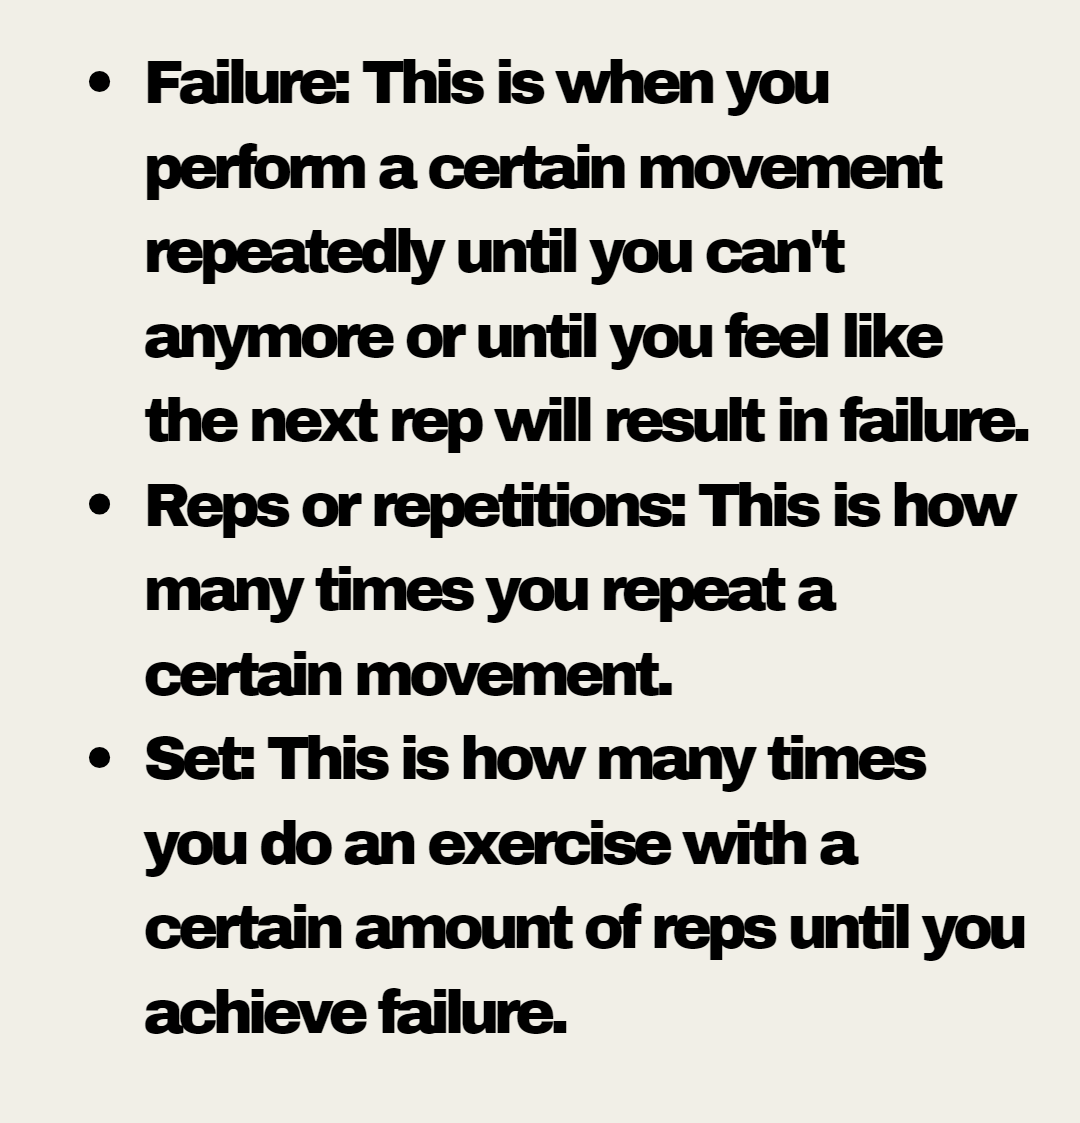 • Failure: This is when you
perform a certain movement
repeatedly until you can't
anymore or until you feel like
the next rep will result in failure.
• Reps or repetitions: This is how
many times you repeat a
certain movement.
• Set: This is how many times
you do an exercise with a
certain amount of reps until you
achieve failure.